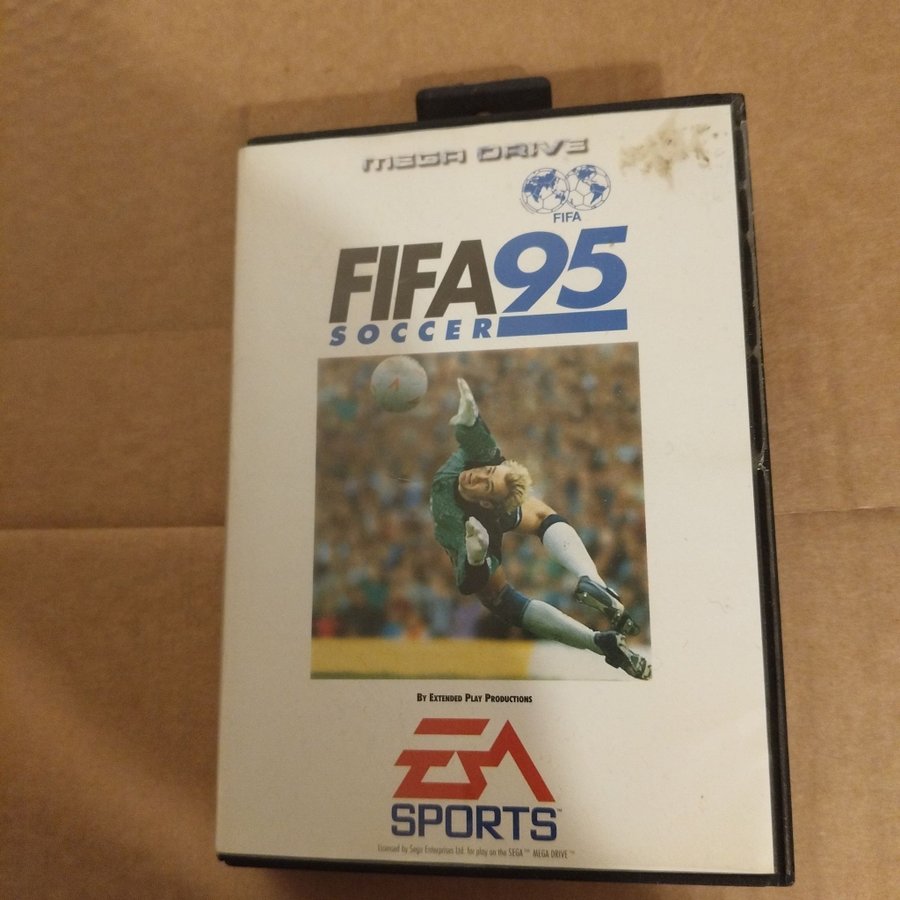 MEGA DRIVE
FIFA
FIFA 95
SOCCER
BY EXTENDED PLAY PRODUCTIONS
EA
SPORTS™
Licensed by Sega Enterprises Ltd. for play on the SEGA™ MEGA DRIVE™